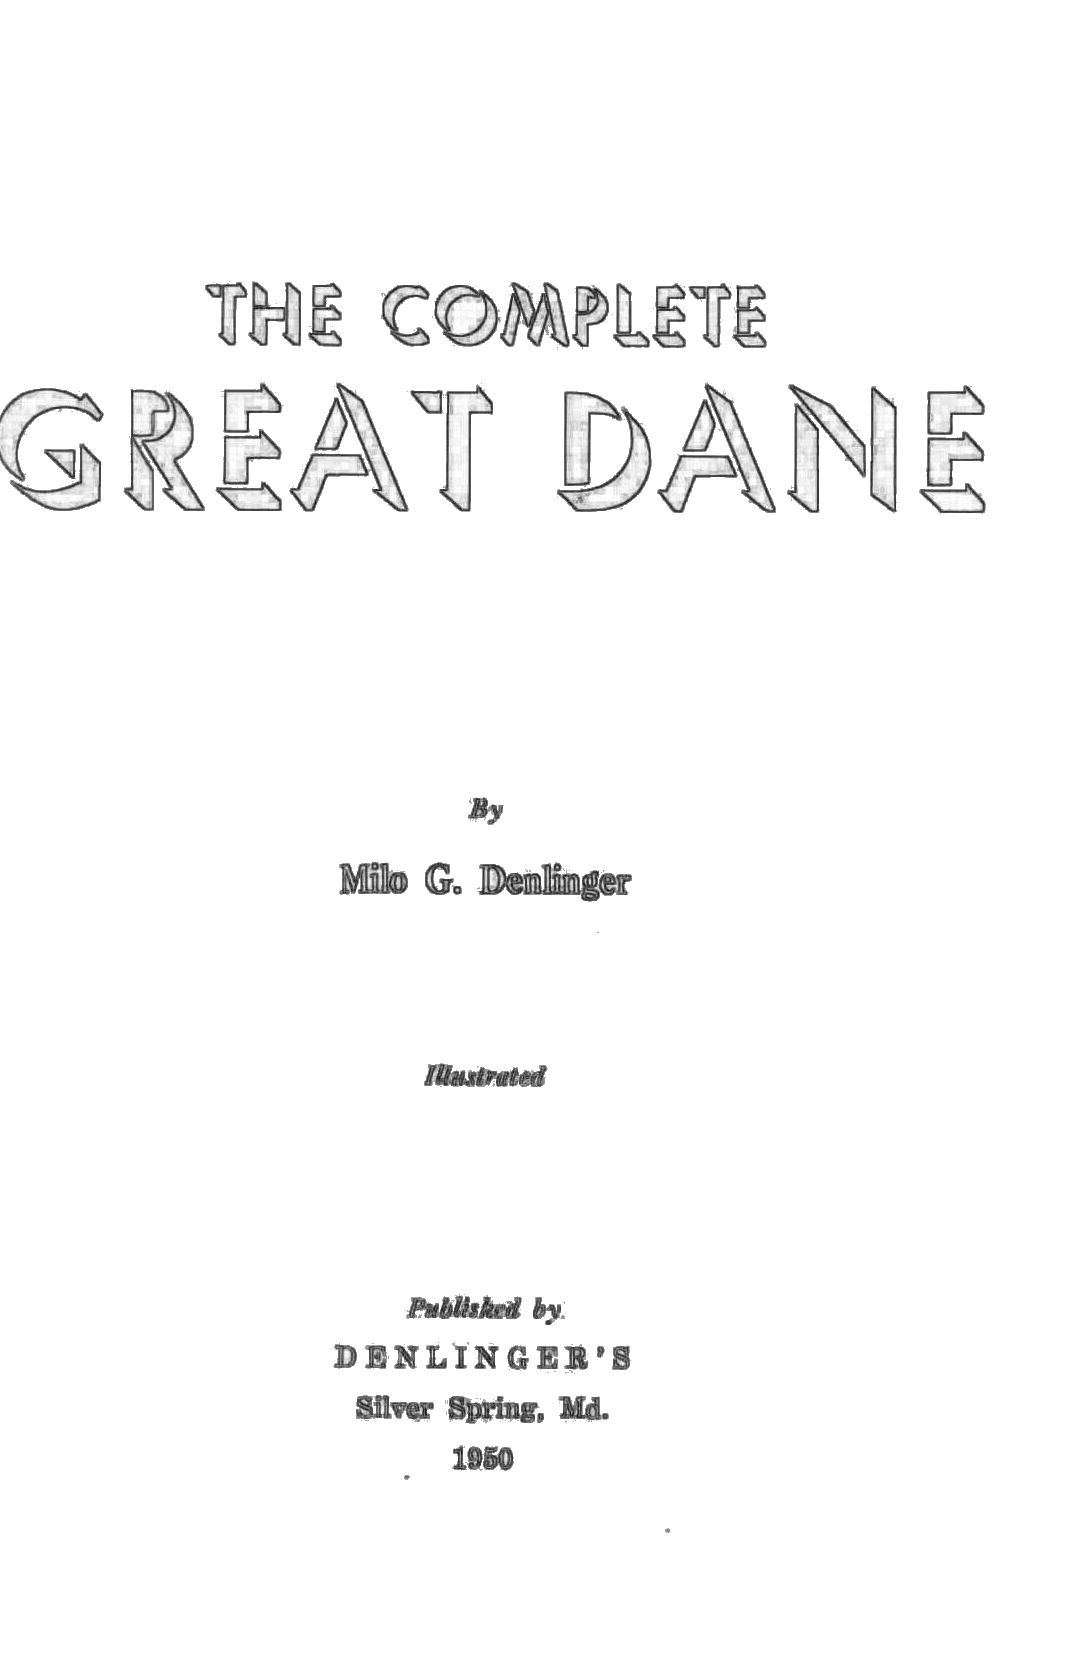 THE COMPLETE
GREAT DANE
By
Milo G. Denlinger
Illustrated
Published by
DENLINGER'S
Silver Spring, Md.
1950